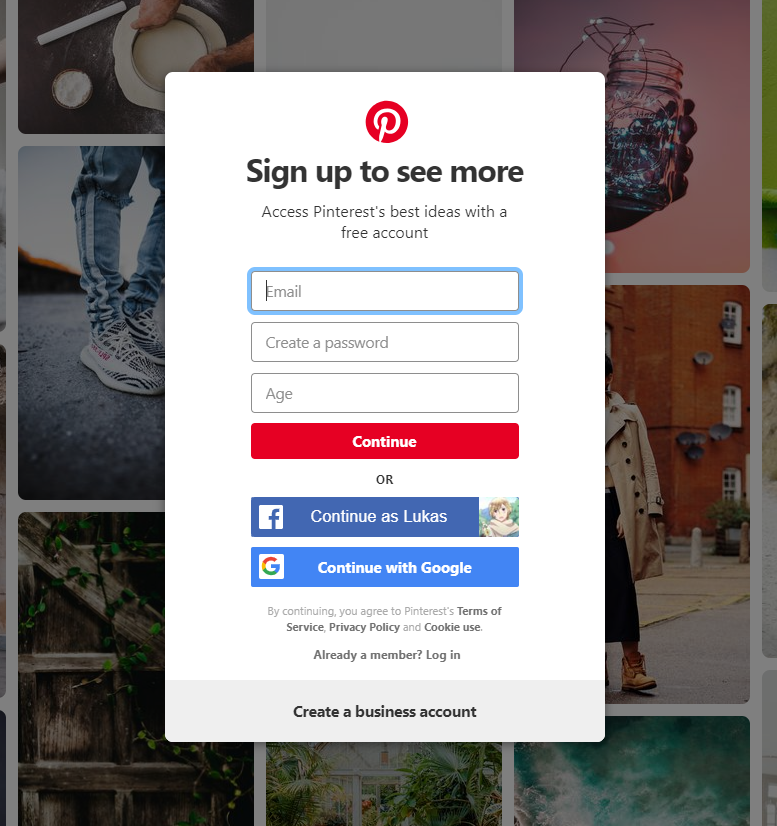 Sign up to see more
Access Pinterest's best ideas with a
free account
Email
Create a password
Age
Continue
OR
Continue as Lukas
Continue with Google
By continuing, you agree to Pinterest's Terms of
Service, Privacy Policy and Cookie use.
Already a member? Log in
Create a business account